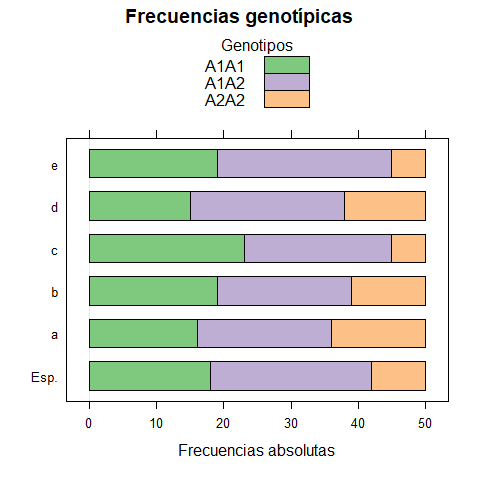 Frecuencias genotípicas
Genotipos
A1A1
A1A2
A2A2
e
d
c
b
a
Esp.
0 10 20 30 40 50
Frecuencias absolutas